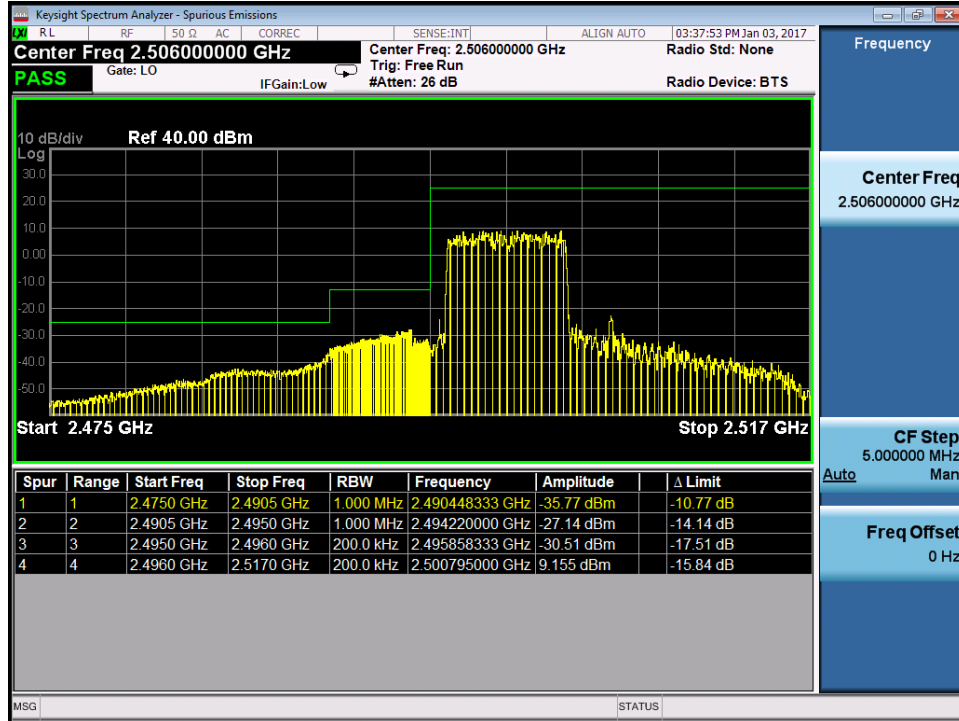 Keysight Spectrum Analyzer - Spurious Emissions
LXI RL RF 50 Ω AC CORREC SENSE:INT ALIGN AUTO 03:37:53 PM Jan 03, 2017
Center Freq 2.506000000 GHz Center Freq: 2.506000000 GHz Radio Std: None
Trig: Free Run
PASS Gate: LO IFGain:Low #Atten: 26 dB Radio Device: BTS
10 dB/div Ref 40.00 dBm
Log
30.0
20.0
10.0
0.00
-10.0
-20.0
-30.0
-40.0
-50.0
Start 2.475 GHz Stop 2.517 GHz
Spur Range Start Freq Stop Freq RBW Frequency Amplitude Δ Limit
1 1 2.4750 GHz 2.4905 GHz 1.000 MHz 2.490448333 GHz -35.77 dBm -10.77 dB
2 2 2.4905 GHz 2.4950 GHz 1.000 MHz 2.494220000 GHz -27.14 dBm -14.14 dB
3 3 2.4950 GHz 2.4960 GHz 200.0 kHz 2.495858333 GHz -30.51 dBm -17.51 dB
4 4 2.4960 GHz 2.5170 GHz 200.0 kHz 2.500795000 GHz 9.155 dBm -15.84 dB
MSG STATUS
Frequency
Center Freq
2.506000000 GHz
CF Step
5.000000 MHz
Auto Man
Freq Offset
0 Hz